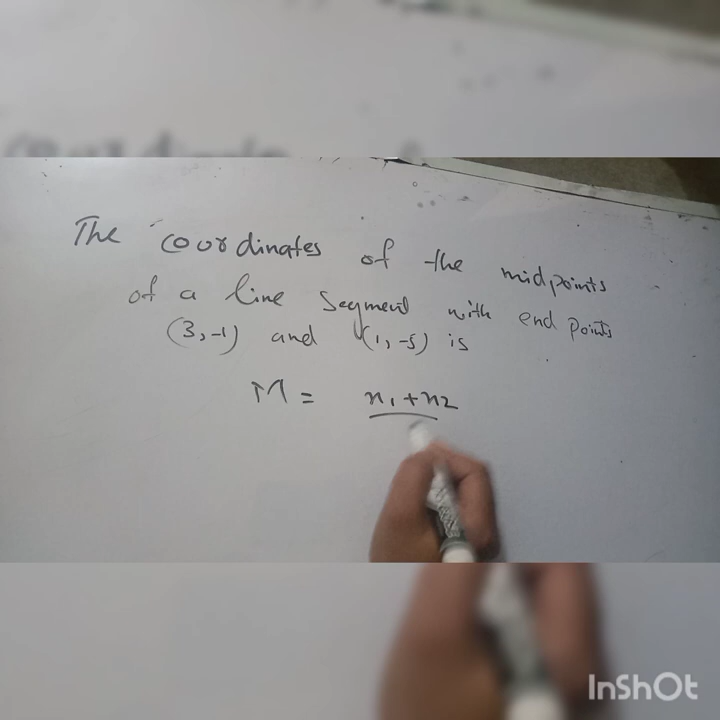 The coordinates of the midpoints
of a line segment with end points
(3,-1) and (1,-5) is
M = x1+x2
InShOt